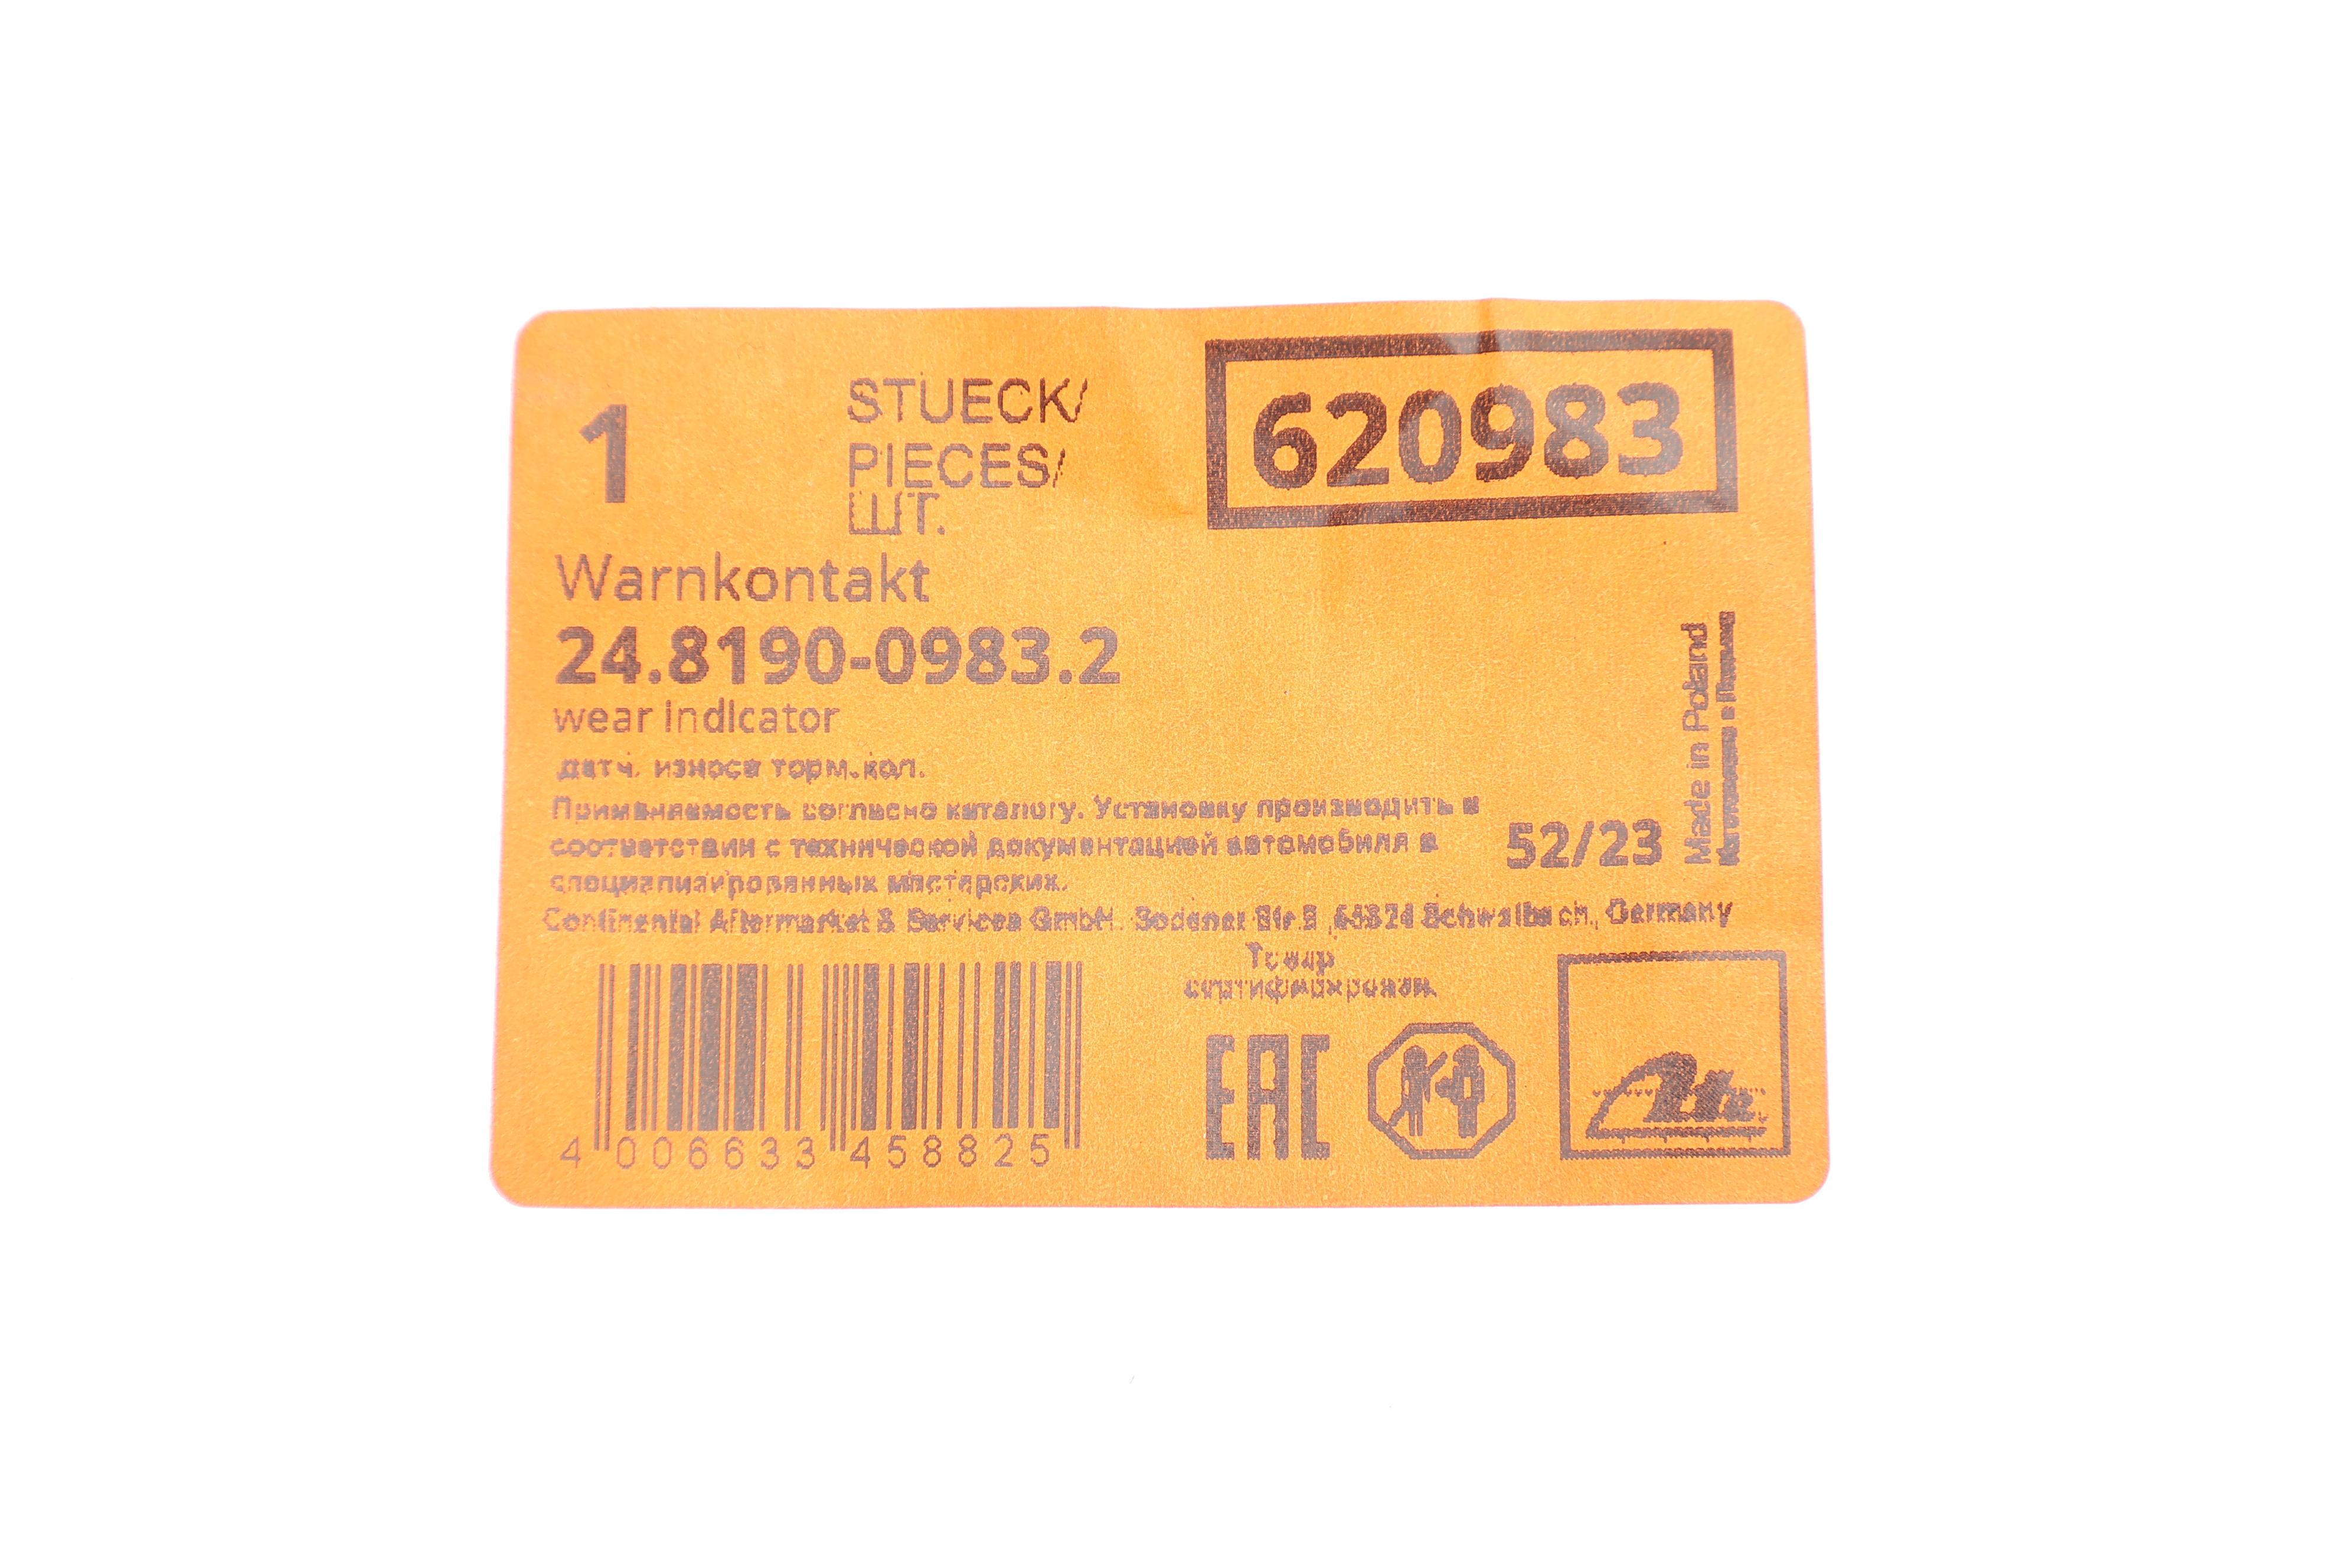 1
STUECK/
PIECES/
ШТ.
620983
Warnkontakt
24.8190-0983.2
wear indicator
датч. износа торм.кол.
Применяемость согласно каталогу. Установку производить в
соответствии с технической документацией автомобиля в
специализированных мастерских.
52/23
Made in Poland
Continental Aftermarket & Services GmbH. Sodener Str.9 ,65824 Schwalbach, Germany
Товар
сертифицирован.
4 006633 458825
EAC
Ate